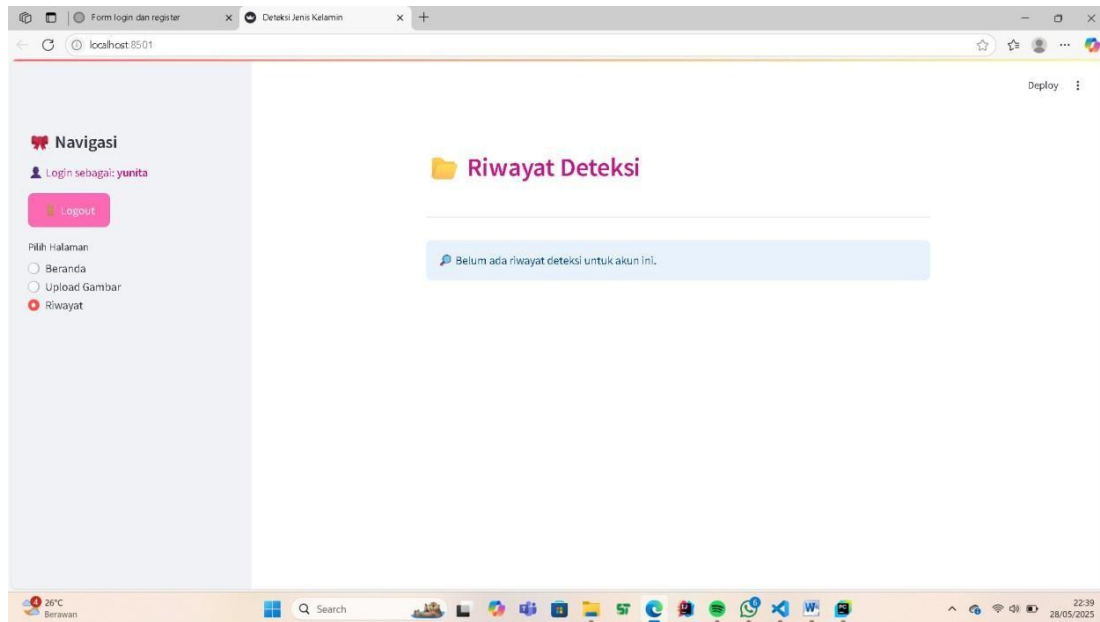 Form login dan register
Deteksi Jenis Kelamin
localhost:8501
Deploy
Navigasi
Login sebagai: yunita
Logout
Pilih Halaman
Beranda
Upload Gambar
Riwayat
Riwayat Deteksi
Belum ada riwayat deteksi untuk akun ini.
4
26°C
Berawan
Search
22:39
28/05/2025